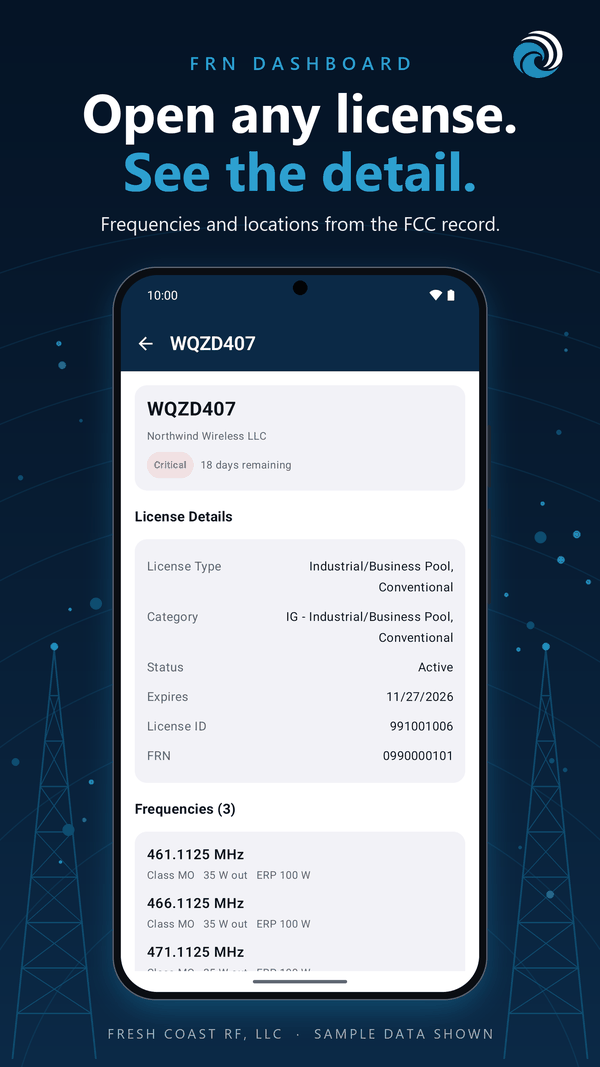 FRN DASHBOARD
Open any license.
See the detail.
Frequencies and locations from the FCC record.
10:00
WQZD407
WQZD407
Northwind Wireless LLC
Critical 18 days remaining
License Details
License Type Industrial/Business Pool,
Conventional
Category IG - Industrial/Business Pool,
Conventional
Status Active
Expires 11/27/2026
License ID 991001006
FRN 0990000101
Frequencies (3)
461.1125 MHz
Class MO 35 W out ERP 100 W
466.1125 MHz
Class MO 35 W out ERP 100 W
471.1125 MHz
FRESH COAST RF, LLC · SAMPLE DATA SHOWN